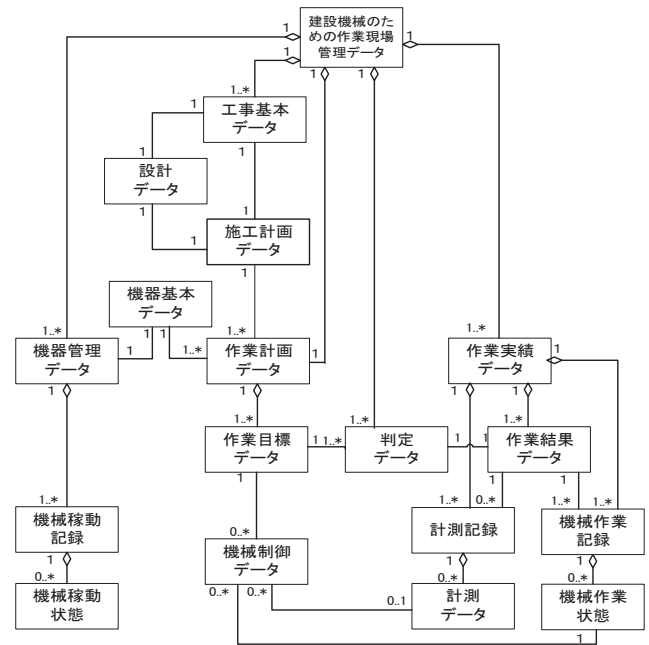 建設機械のた
めの作業現場
管理データ
1
1
1
1
1
1..*
工事基本
データ
1
1
1
設計
データ
1
1
1
施工計画
データ
1
1
機器基本
データ
1
1
1..*
機器管理
データ
1
1
1..*
1..*
作業計画
データ
1
1
1..*
作業実績
データ
1
1
1
1..*
作業目標
データ
1
1
1..*
1..*
判定
データ
1
1
1..*
作業結果
データ
1
1
1..*
機械稼動
記録
1
0..*
機械制御
データ
0..*
0..*
1..*
0..*
計測記録
1
1..*
1..*
機械作業
記録
1
0..*
機械稼動
状態
0..*
計測
データ
0..1
0..*
機械作業
状態
1